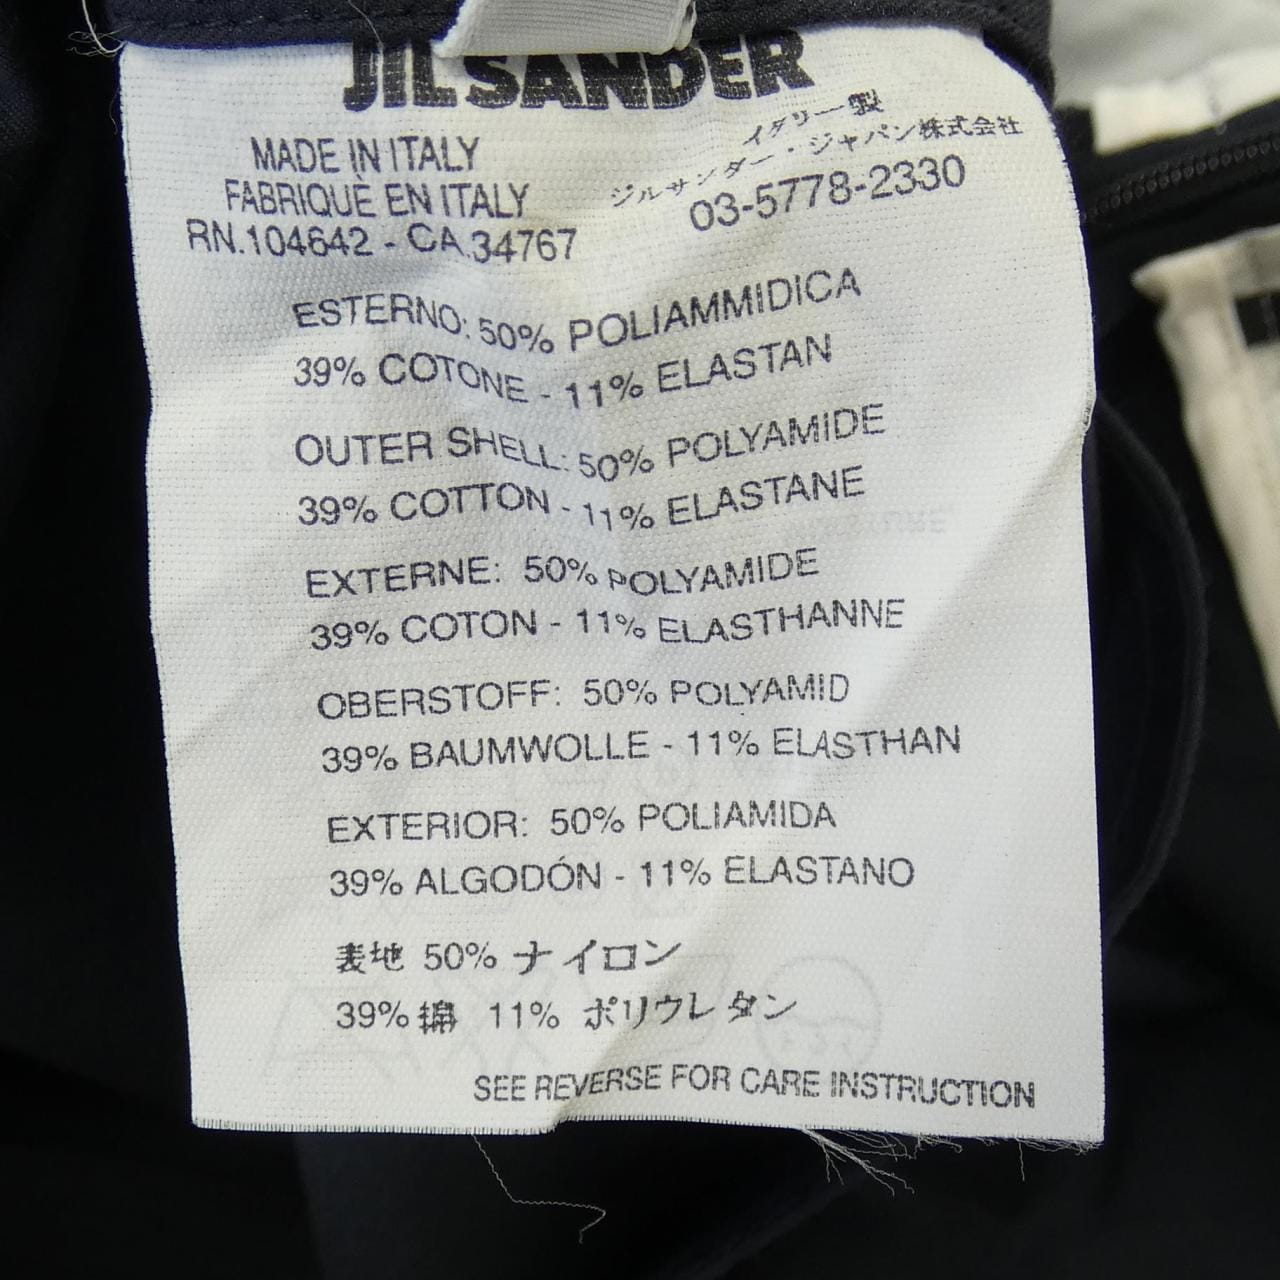 JIL SANDER
MADE IN ITALY
FABRIQUÈ EN ITALY
RN.104642 - CA.34767
イタリー製
ジルサンダー・ジャパン株式会社
03-5778-2330
ESTERNO: 50% POLIAMMIDICA
39% COTONE - 11% ELASTAN
OUTER SHELL: 50% POLYAMIDE
39% COTTON - 11% ELASTANE
EXTERNE: 50% POLYAMIDE
39% COTON - 11% ELASTHANNE
OBERSTOFF: 50% POLYAMID
39% BAUMWOLLE - 11% ELASTHAN
EXTERIOR: 50% POLIAMIDA
39% ALGODÓN - 11% ELASTANO
表地 50% ナイロン
39% 綿 11% ポリウレタン
SEE REVERSE FOR CARE INSTRUCTION